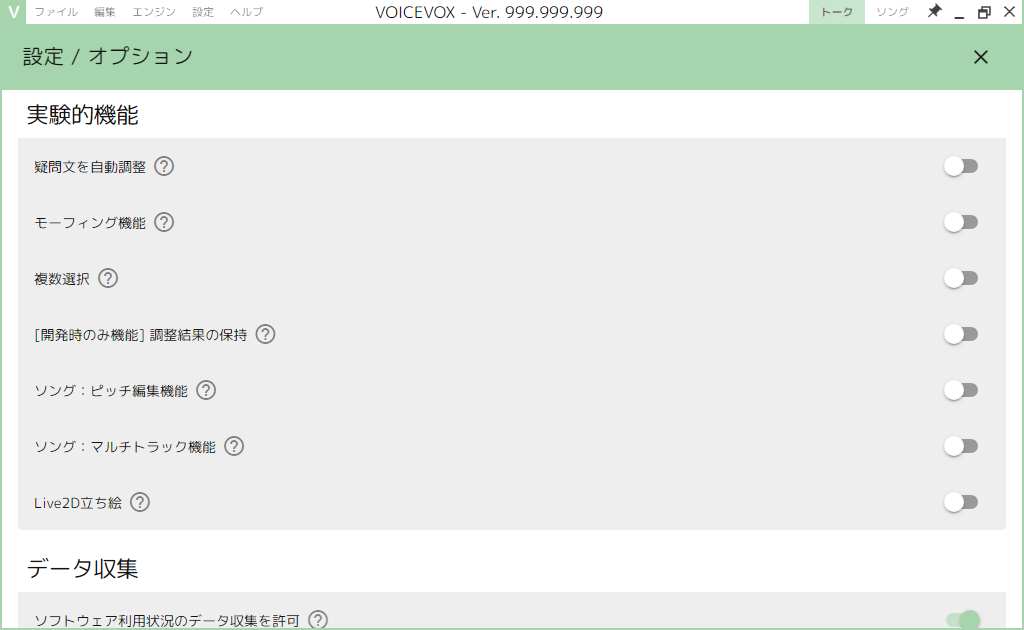 V ファイル 編集 エンジン 設定 ヘルプ VOICEVOX - Ver. 999.999.999 トーク ソング
設定 / オプション
実験的機能
疑問文を自動調整
モーフィング機能
複数選択
[開発時のみ機能] 調整結果の保持
ソング：ピッチ編集機能
ソング：マルチトラック機能
Live2D立ち絵
データ収集
ソフトウェア利用状況のデータ収集を許可